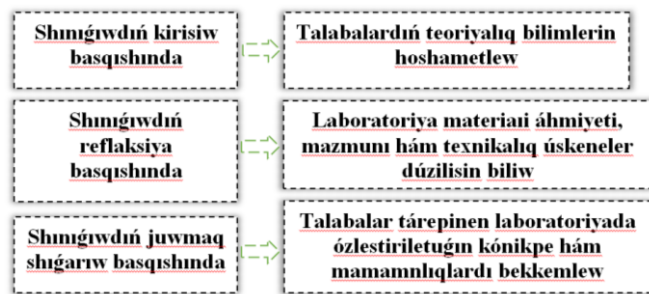 Shınıǵıwdıń kirisiw
basqıshında
Talabalardıń teoriyalıq bilimlerin
hoshametlew
Shınıǵıwdıń
reflaksiya
basqıshında
Laboratoriya materiaıi áhmiyeti,
mazmunı hám texnikalıq úskeneler
dúzilisin biliw
Shınıǵıwdıń juwmaq
shıǵarıw basqıshında
Talabalar tárepinen laboratoriyada
ózlestiriletuǵın kónikpe hám
mamamnlıqlardı bekkemlew